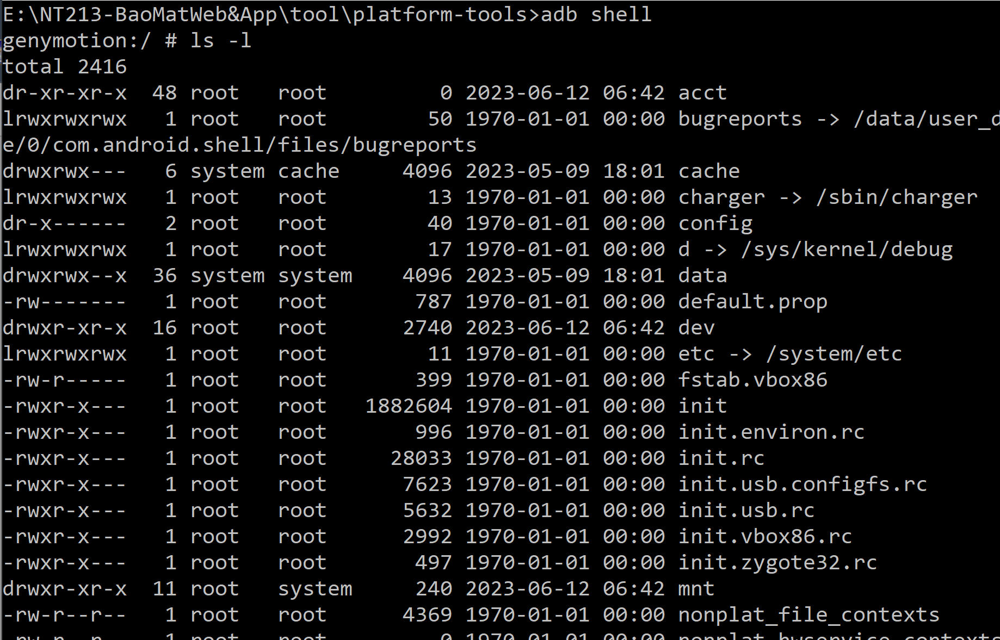 E:\NT213-BaoMatWeb&App\tool\platform-tools>adb shell
genymotion:/ # ls -l
total 2416
dr-xr-xr-x  48 root   root         0 2023-06-12 06:42 acct
lrwxrwxrwx   1 root   root        50 1970-01-01 00:00 bugreports -> /data/user_d
e/0/com.android.shell/files/bugreports
drwxrwx---   6 system cache     4096 2023-05-09 18:01 cache
lrwxrwxrwx   1 root   root        13 1970-01-01 00:00 charger -> /sbin/charger
dr-x------   2 root   root        40 1970-01-01 00:00 config
lrwxrwxrwx   1 root   root        17 1970-01-01 00:00 d -> /sys/kernel/debug
drwxrwx--x  36 system system    4096 2023-05-09 18:01 data
-rw-------   1 root   root       787 1970-01-01 00:00 default.prop
drwxr-xr-x  16 root   root      2740 2023-06-12 06:42 dev
lrwxrwxrwx   1 root   root        11 1970-01-01 00:00 etc -> /system/etc
-rw-r-----   1 root   root       399 1970-01-01 00:00 fstab.vbox86
-rwxr-x---   1 root   root   1882604 1970-01-01 00:00 init
-rwxr-x---   1 root   root       996 1970-01-01 00:00 init.environ.rc
-rwxr-x---   1 root   root     28033 1970-01-01 00:00 init.rc
-rwxr-x---   1 root   root      7623 1970-01-01 00:00 init.usb.configfs.rc
-rwxr-x---   1 root   root      5632 1970-01-01 00:00 init.usb.rc
-rwxr-x---   1 root   root      2992 1970-01-01 00:00 init.vbox86.rc
-rwxr-x---   1 root   root       497 1970-01-01 00:00 init.zygote32.rc
drwxr-xr-x  11 root   system     240 2023-06-12 06:42 mnt
-rw-r--r--   1 root   root      4369 1970-01-01 00:00 nonplat_file_contexts
-rw-r--r--   1 root   root         0 1970-01-01 00:00 nonplat_hwservice_contexts